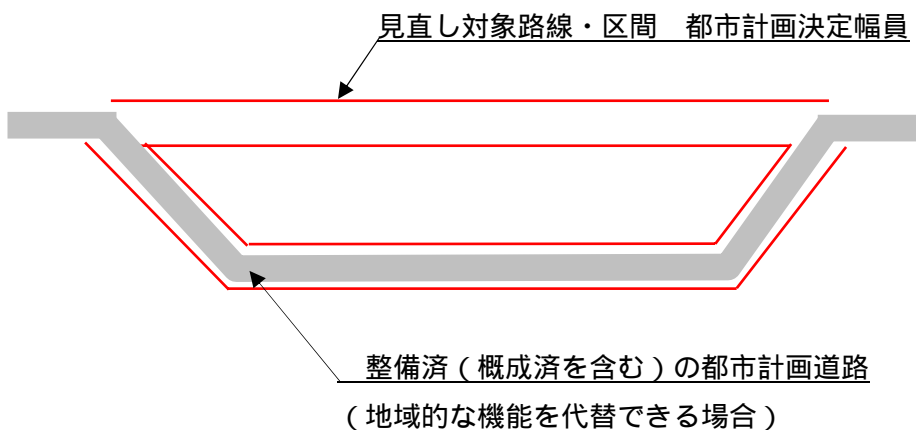 見直し対象路線・区間　都市計画決定幅員
整備済（概成済を含む）の都市計画道路
（地域的な機能を代替できる場合）